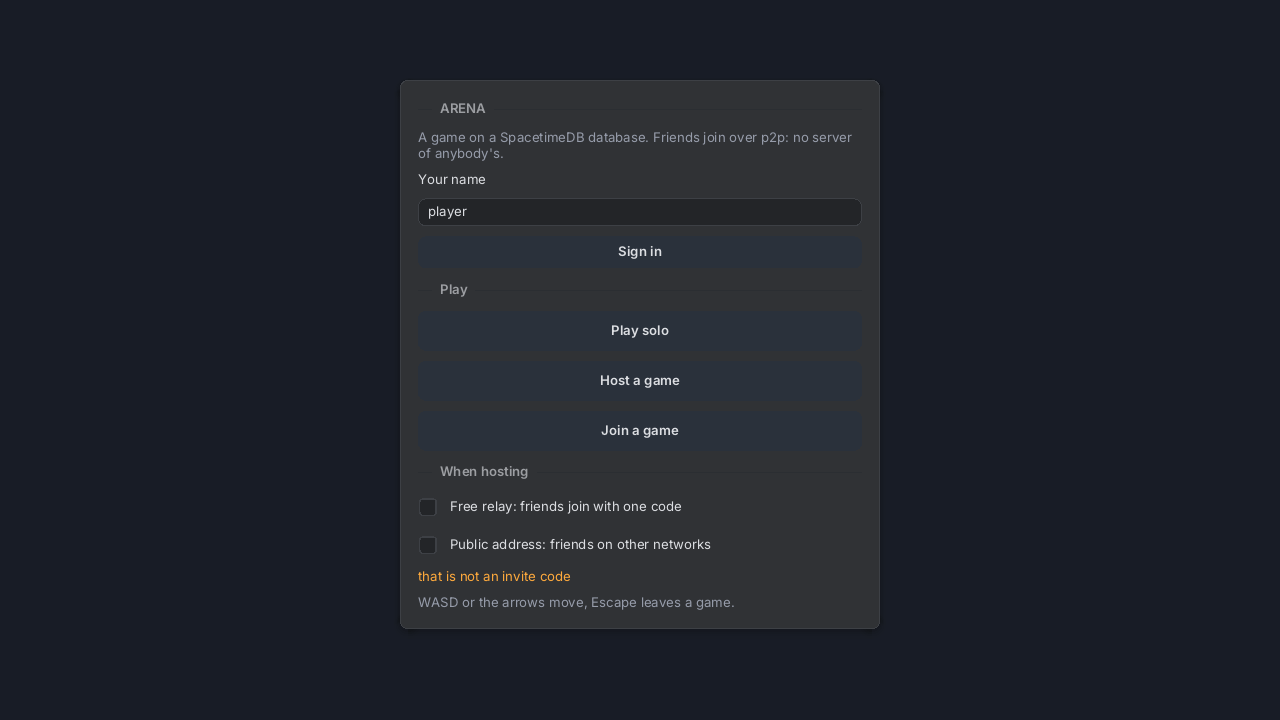 ARENA
A game on a SpacetimeDB database. Friends join over p2p: no server
of anybody's.
Your name
player
Sign in
Play
Play solo
Host a game
Join a game
When hosting
Free relay: friends join with one code
Public address: friends on other networks
that is not an invite code
WASD or the arrows move, Escape leaves a game.